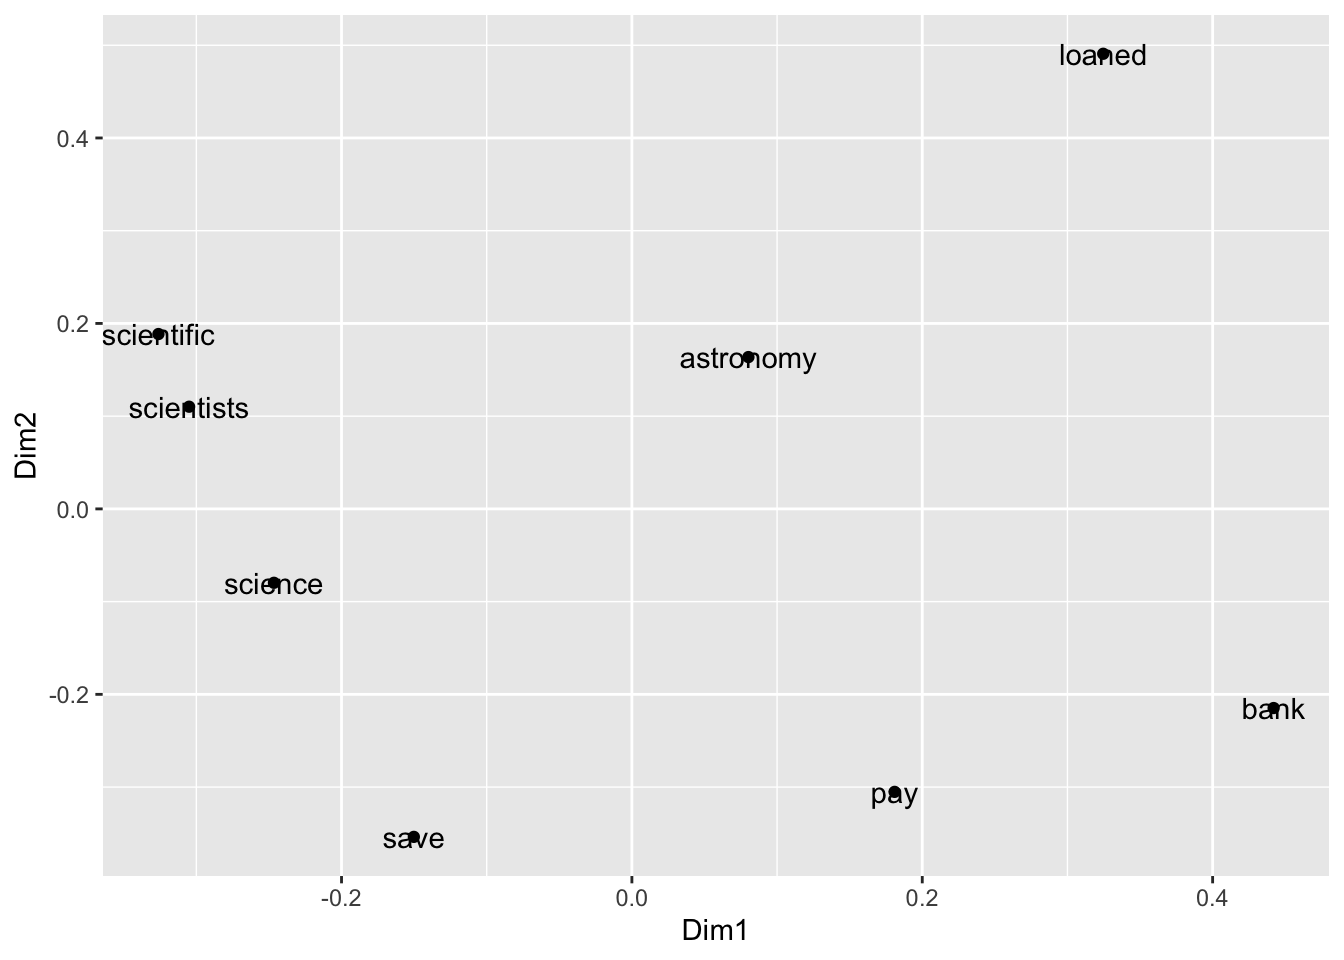 loaned
0.4
scientific
0.2
astronomy
scientists
Dim2
0.0
science
-0.2
bank
pay
save
-0.2 0.0 0.2 0.4
Dim1